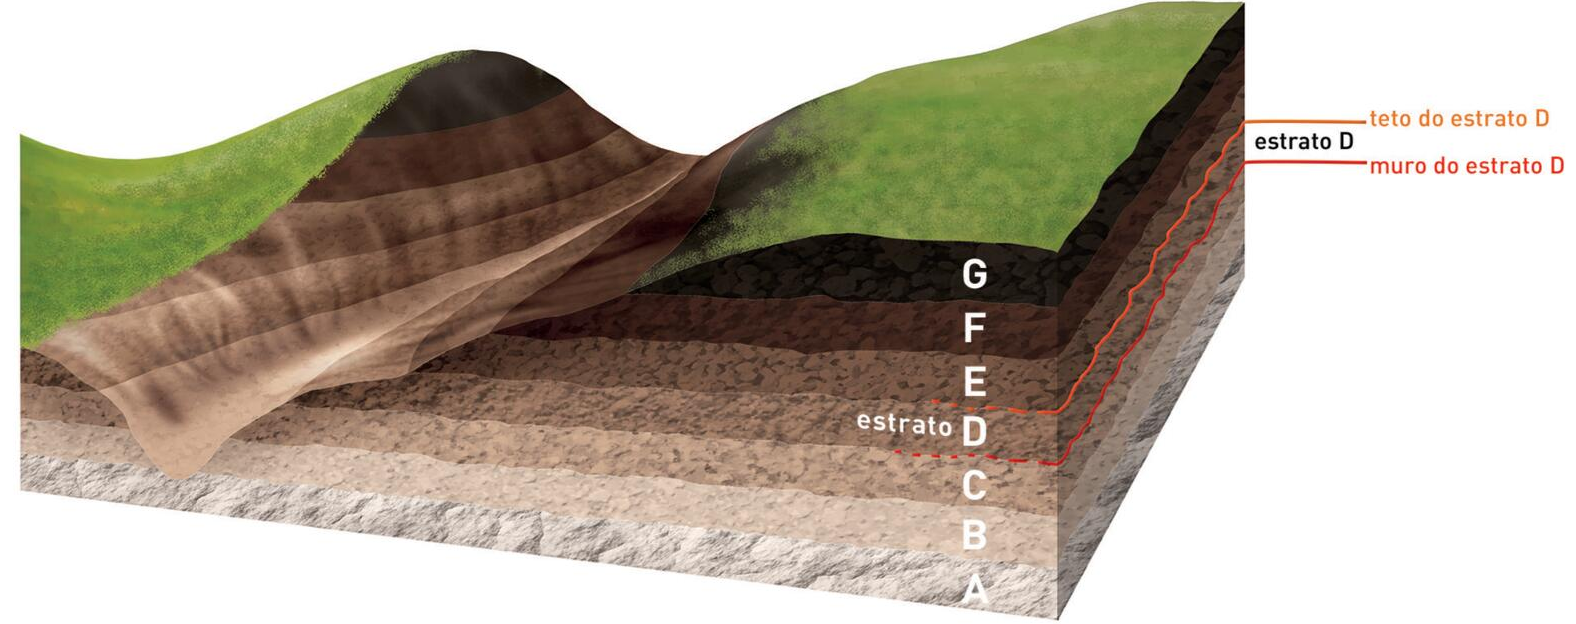 teto do estrato D
estrato D
muro do estrato D
G
F
E
estrato D
C
B
A